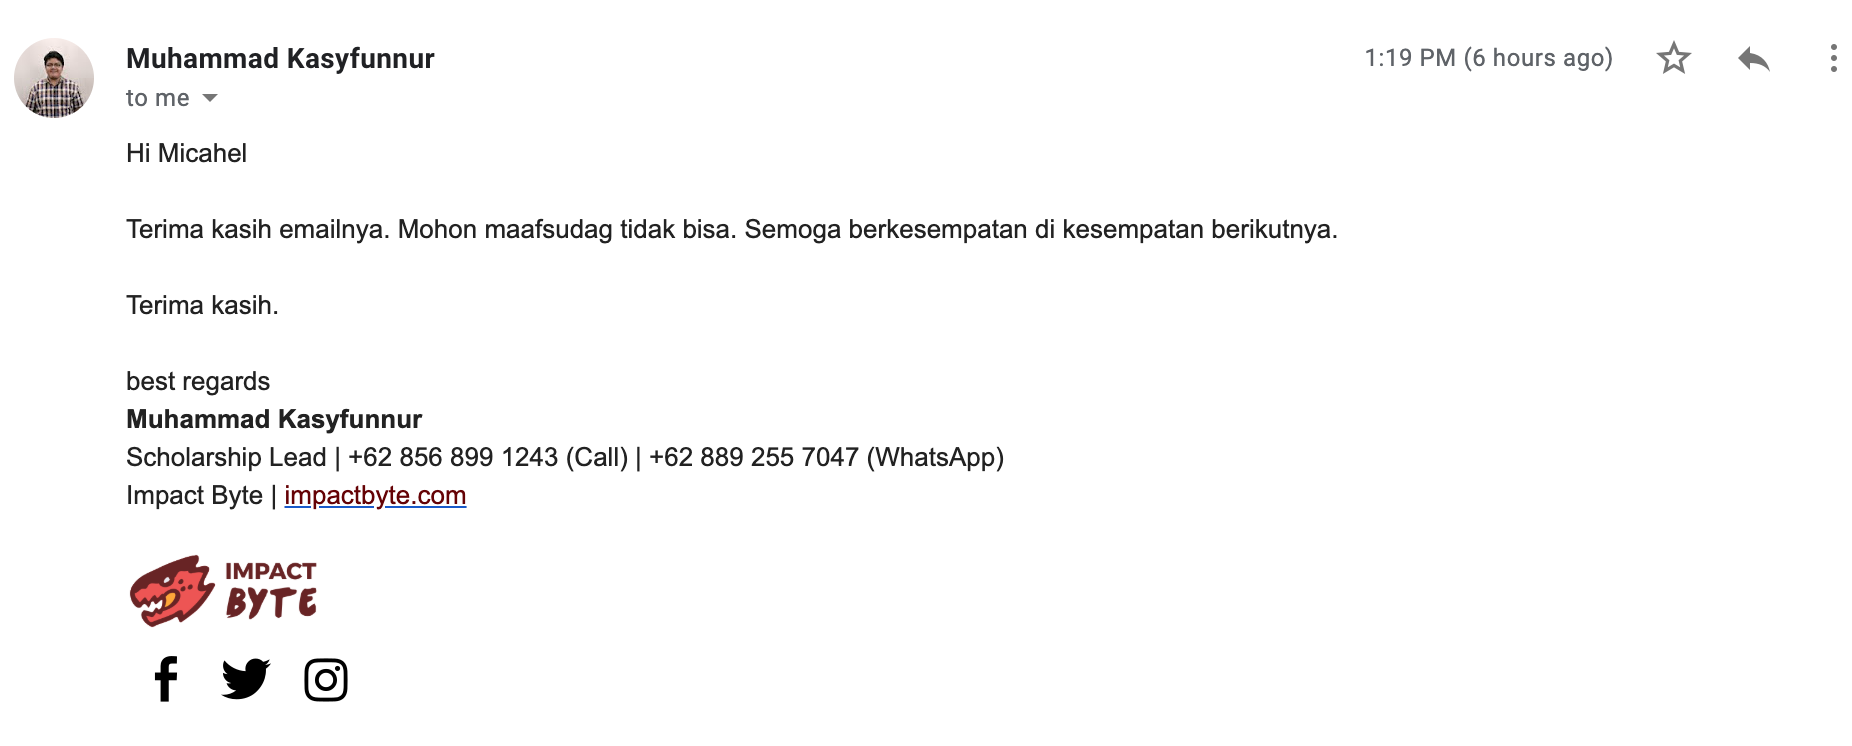 Muhammad Kasyfunnur
1:19 PM (6 hours ago)
to me
Hi Micahel
Terima kasih emailnya. Mohon maafsudag tidak bisa. Semoga berkesempatan di kesempatan berikutnya.
Terima kasih.
best regards
Muhammad Kasyfunnur
Scholarship Lead | +62 856 899 1243 (Call) | +62 889 255 7047 (WhatsApp)
Impact Byte | impactbyte.com
IMPACT
BYTE